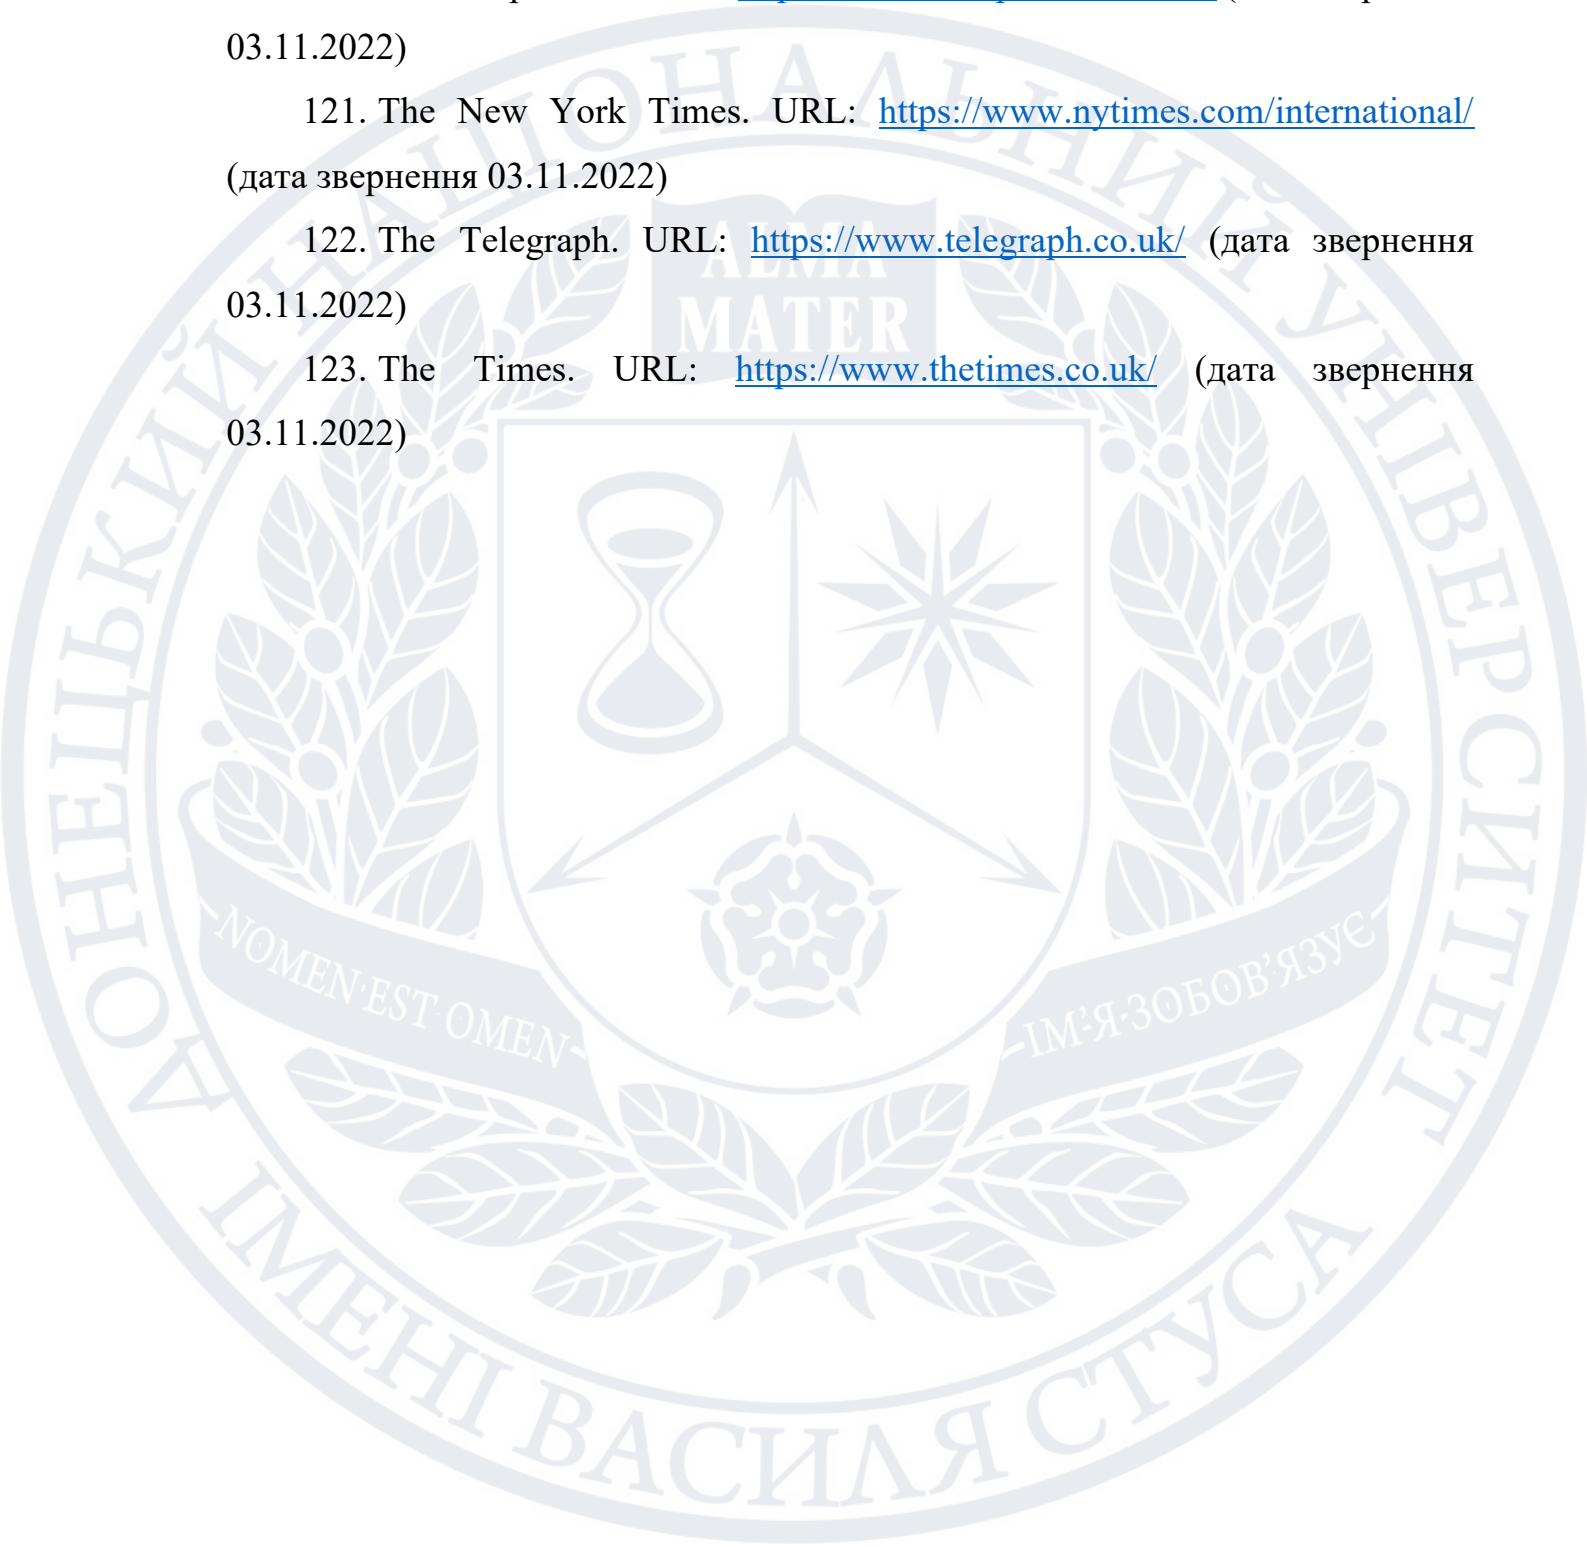 03.11.2022)
121. The New York Times. URL: https://www.nytimes.com/international/
(дата звернення 03.11.2022)
122. The Telegraph. URL: https://www.telegraph.co.uk/ (дата звернення
03.11.2022)
123. The Times. URL: https://www.thetimes.co.uk/ (дата звернення
03.11.2022)
ДОНЕЦЬКИЙ НАЦІОНАЛЬНИЙ УНІВЕРСИТЕТ
ALMA
MATER
NOMEN·EST·OMEN
ІМ'Я·ЗОБОВ'ЯЗУЄ
ІМЕНІ ВАСИЛЯ СТУСА